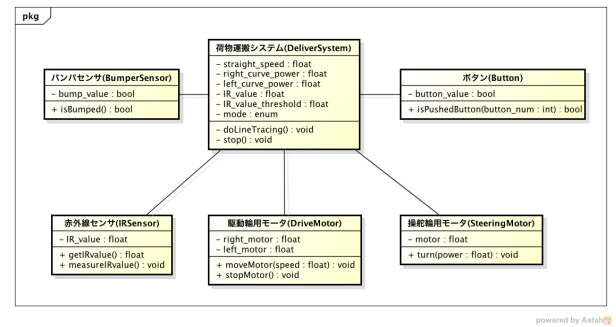 pkg
荷物運搬システム(DeliverSystem)
− straight_speed : float
− right_curve_power : float
− left_curve_power : float
− IR_value : float
− IR_value_threshold : float
− mode : enum
− doLineTracing() : void
− stop() : void
バンパセンサ(BumperSensor)
− bump_value : bool
+ isBumped() : bool
ボタン(Button)
− button_value : bool
+ isPushedButton(button_num : int) : bool
赤外線センサ(IRSensor)
− IR_value : float
+ getIRvalue() : float
+ measureIRvalue() : void
駆動輪用モータ(DriveMotor)
− right_motor : float
− left_motor : float
+ moveMotor(speed : float) : void
+ stopMotor() : void
操舵輪用モータ(SteeringMotor)
− motor : float
+ turn(power : float) : void
powered by Astah